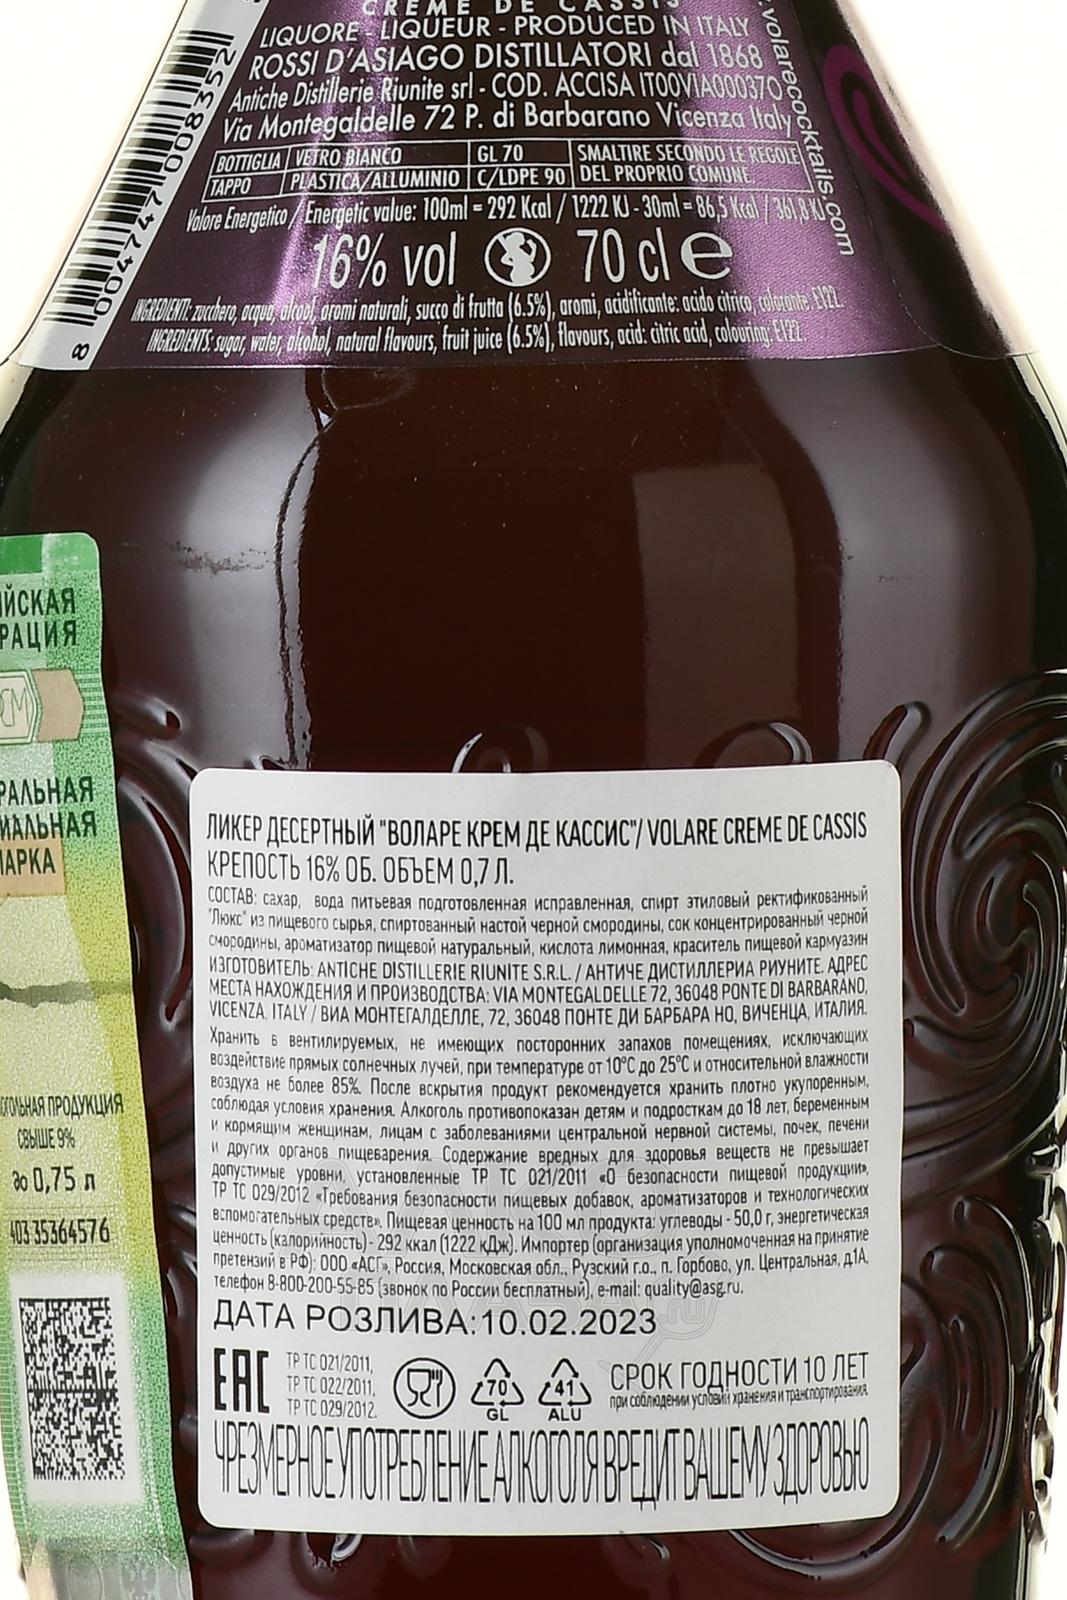 CREME DE CASSIS
LIQUORE - LIQUEUR - PRODUCED IN ITALY
ROSSI D'ASIAGO DISTILLATORI dal 1868
Antiche Distillerie Riunite srl - COD. ACCISA IT00VIA00037O
Via Montegaldelle 72 P. di Barbarano Vicenza Italy
BOTTIGLIA VETRO BIANCO GL 70 SMALTIRE SECONDO LE REGOLE
TAPPO PLASTICA/ALLUMINIO C/LDPE 90 DEL PROPRIO COMUNE
Valore Energetico / Energetic value: 100ml = 292 Kcal / 1222 KJ - 30ml = 86,5 Kcal / 361,8 KJ
16% vol 70 cl e
INGREDIENTI: zucchero, acqua, alcool, aromi naturali, succo di frutta (6.5%), aromi, acidificante: acido citrico, colorante: E122.
INGREDIENTS: sugar, water, alcohol, natural flavours, fruit juice (6.5%), flavours, acid: citric acid, colouring: E122.
volarecocktails.com
8 004747 008352
ЙСКАЯ
РАЦИЯ
РАЛЬНАЯ
ИАЛЬНАЯ
МАРКА
ОГОЛЬНАЯ ПРОДУКЦИЯ
СВЫШЕ 9%
до 0,75 л
403 35364576
ЛИКЕР ДЕСЕРТНЫЙ "ВОЛАРЕ КРЕМ ДЕ КАССИС"/ VOLARE CREME DE CASSIS
КРЕПОСТЬ 16% ОБ. ОБЪЕМ 0,7 Л.
СОСТАВ: сахар, вода питьевая подготовленная исправленная, спирт этиловый ректификованный
"Люкс" из пищевого сырья, спиртованный настой черной смородины, сок концентрированный черной
смородины, ароматизатор пищевой натуральный, кислота лимонная, краситель пищевой кармуазин
ИЗГОТОВИТЕЛЬ: ANTICHE DISTILLERIE RIUNITE S.R.L. / АНТИЧЕ ДИСТИЛЛЕРИА РИУНИТЕ. АДРЕС
МЕСТА НАХОЖДЕНИЯ И ПРОИЗВОДСТВА: VIA MONTEGALDELLE 72, 36048 PONTE DI BARBARANO,
VICENZA, ITALY / ВИА МОНТЕГАЛДЕЛЛЕ, 72, 36048 ПОНТЕ ДИ БАРБАРА НО, ВИЧЕНЦА, ИТАЛИЯ.
Хранить в вентилируемых, не имеющих посторонних запахов помещениях, исключающих
воздействие прямых солнечных лучей, при температуре от 10°С до 25°С и относительной влажности
воздуха не более 85%. После вскрытия продукт рекомендуется хранить плотно укупоренным,
соблюдая условия хранения. Алкоголь противопоказан детям и подросткам до 18 лет, беременным
и кормящим женщинам, лицам с заболеваниями центральной нервной системы, почек, печени
и других органов пищеварения. Содержание вредных для здоровья веществ не превышает
допустимые уровни, установленные ТР ТС 021/2011 «О безопасности пищевой продукции»,
ТР ТС 029/2012 «Требования безопасности пищевых добавок, ароматизаторов и технологических
вспомогательных средств». Пищевая ценность на 100 мл продукта: углеводы - 50,0 г, энергетическая
ценность (калорийность) - 292 ккал (1222 кДж). Импортер (организация уполномоченная на принятие
претензий в РФ): ООО «АСГ», Россия, Московская обл., Рузский г.о., п. Горбово, ул. Центральная, д.1А,
телефон 8-800-200-55-85 (звонок по России бесплатный), e-mail: quality@asg.ru.
ДАТА РОЗЛИВА: 10.02.2023
EAC ТР ТС 021/2011,
ТР ТС 022/2011,
ТР ТС 029/2012.
70 GL
41 ALU
СРОК ГОДНОСТИ 10 ЛЕТ
при соблюдении условий хранения и транспортирования.
ЧРЕЗМЕРНОЕ УПОТРЕБЛЕНИЕ АЛКОГОЛЯ ВРЕДИТ ВАШЕМУ ЗДОРОВЬЮ